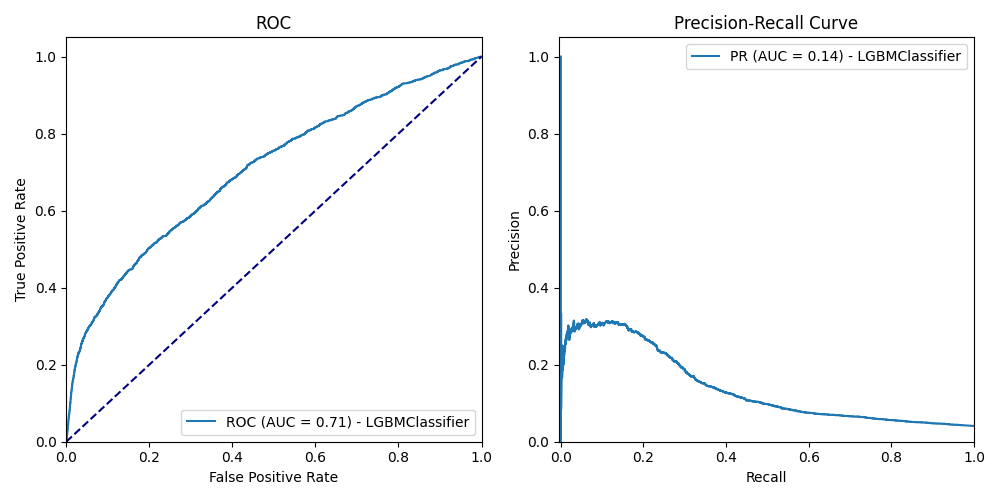 ROC
True Positive Rate
1.0
0.8
0.6
0.4
0.2
0.0
ROC (AUC = 0.71) - LGBMClassifier
0.0 0.2 0.4 0.6 0.8 1.0
False Positive Rate
Precision-Recall Curve
PR (AUC = 0.14) - LGBMClassifier
Precision
1.0
0.8
0.6
0.4
0.2
0.0
0.0 0.2 0.4 0.6 0.8 1.0
Recall